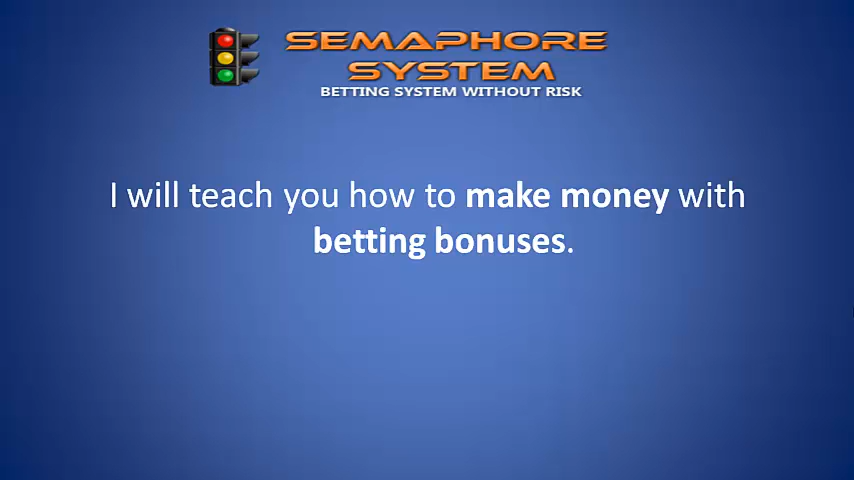 SEMAPHORE
SYSTEM
BETTING SYSTEM WITHOUT RISK
I will teach you how to make money with
betting bonuses.